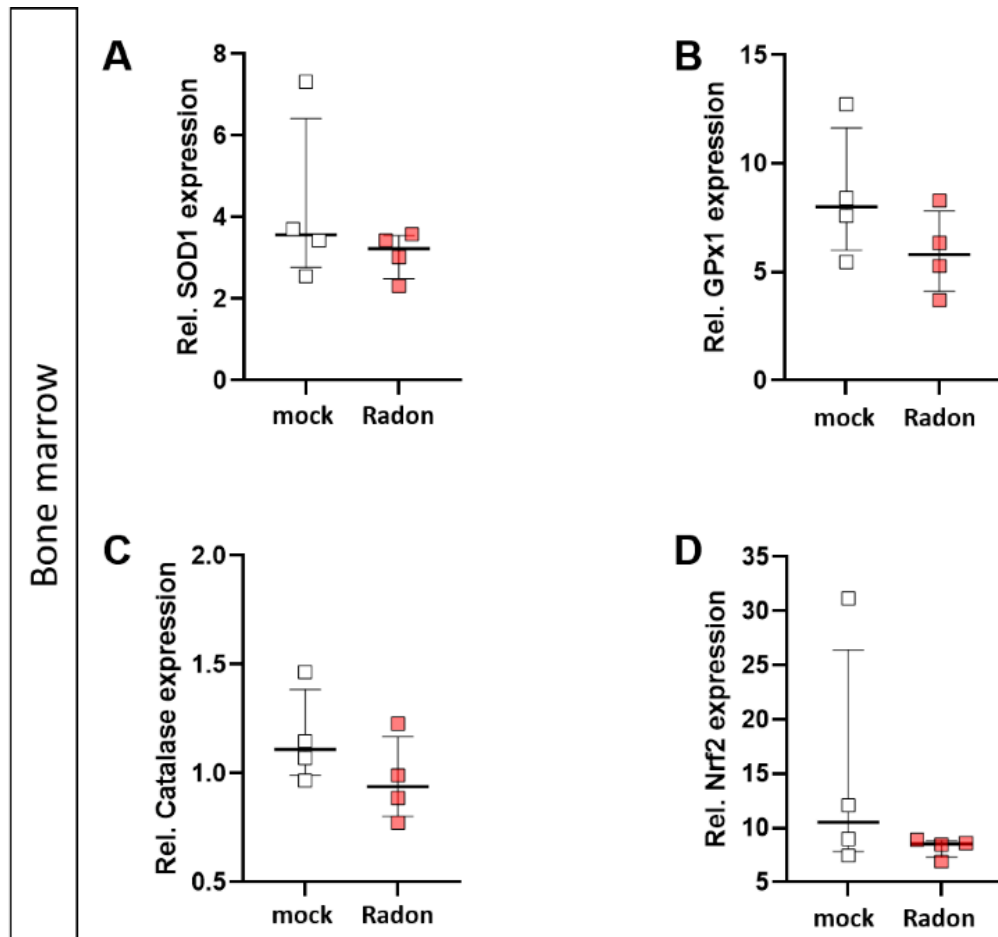 Bone marrow
A
Rel. SOD1 expression
8
6
4
2
0
mock Radon
B
Rel. GPx1 expression
15
10
5
0
mock Radon
C
Rel. Catalase expression
2.0
1.5
1.0
0.5
mock Radon
D
Rel. Nrf2 expression
35
30
25
20
15
10
5
mock Radon